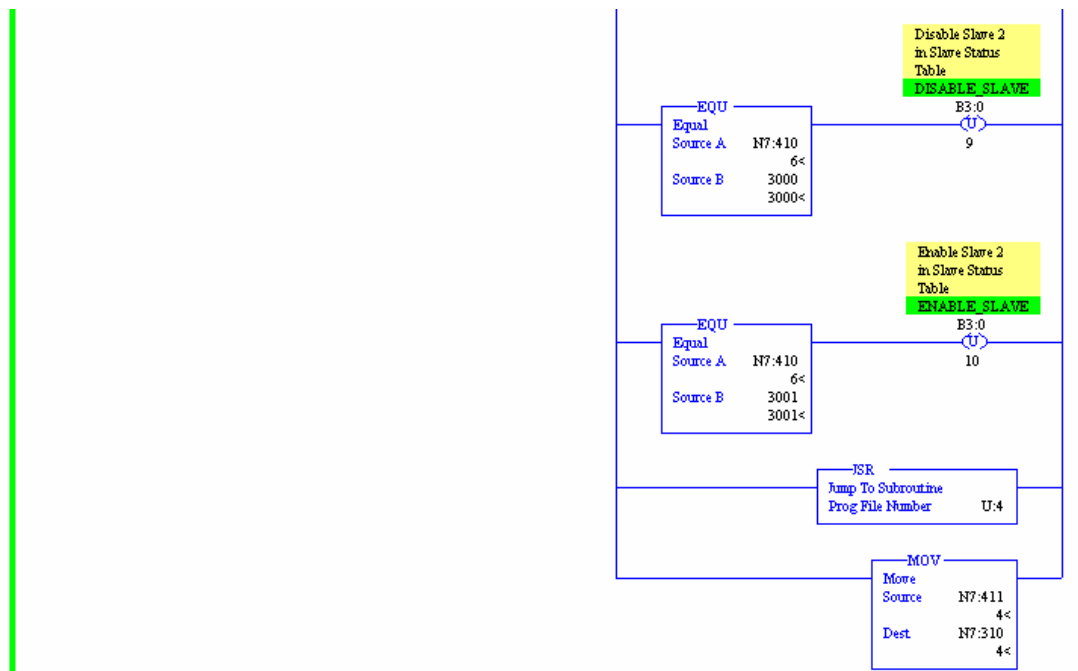 Disable Slave 2
in Slave Status
Table
DISABLE_SLAVE
B3:0
U
9
EQU
Equal
Source A N7:410
6<
Source B 3000
3000<
Enable Slave 2
in Slave Status
Table
ENABLE_SLAVE
B3:0
U
10
EQU
Equal
Source A N7:410
6<
Source B 3001
3001<
JSR
Jump To Subroutine
Prog File Number U:4
MOV
Move
Source N7:411
4<
Dest N7:310
4<